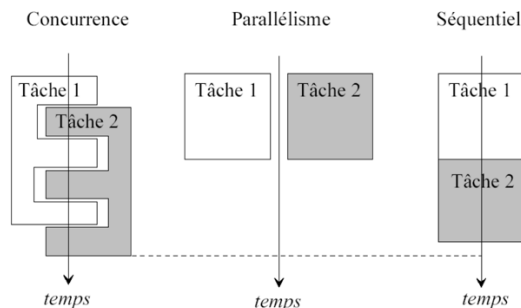 Concurrence
Parallélisme
Séquentiel
Tâche 1
Tâche 2
Tâche 1
Tâche 2
Tâche 1
Tâche 2
temps
temps
temps